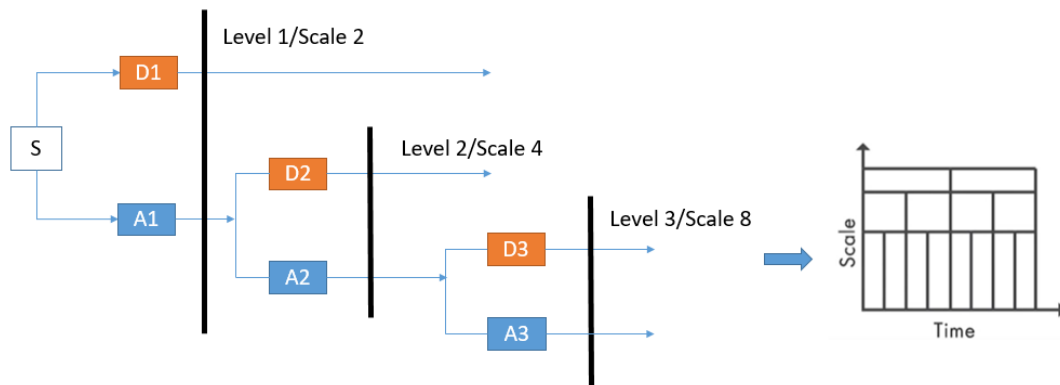 Level 1/Scale 2
D1
S
Level 2/Scale 4
D2
A1
Level 3/Scale 8
D3
A2
A3
Scale
Time